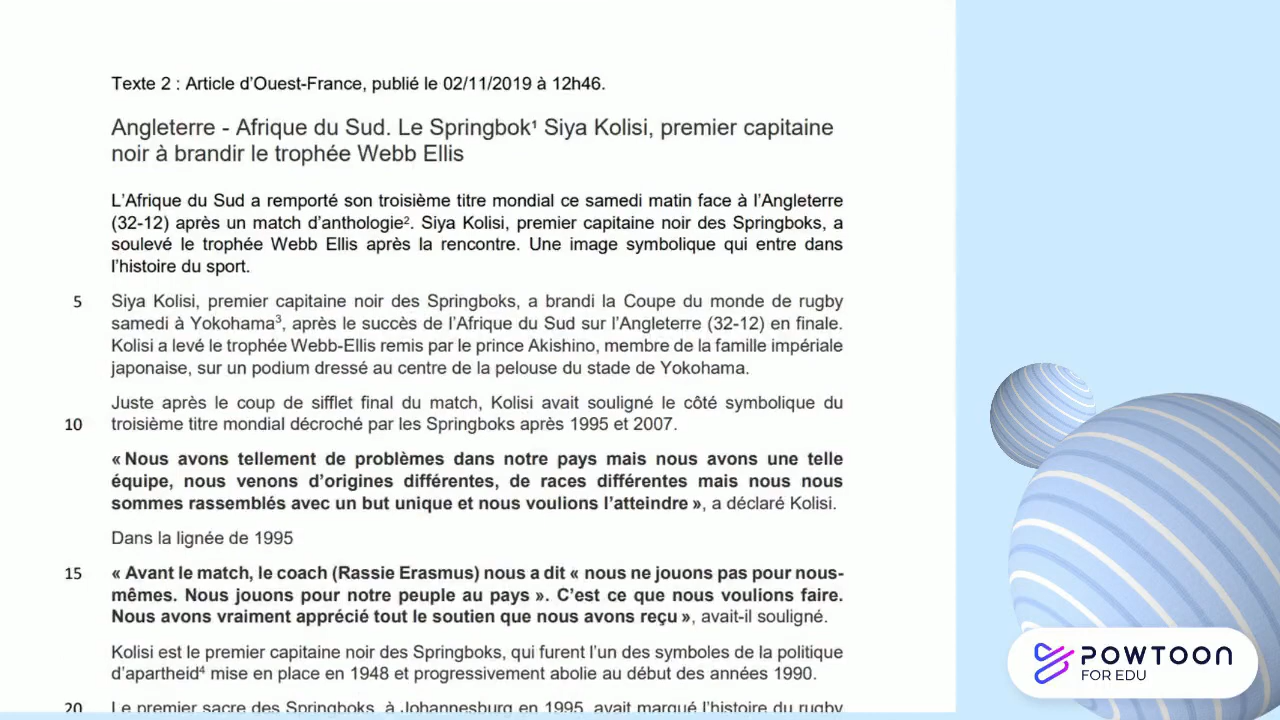 Texte 2 : Article d’Ouest-France, publié le 02/11/2019 à 12h46.
Angleterre - Afrique du Sud. Le Springbok¹ Siya Kolisi, premier capitaine
noir à brandir le trophée Webb Ellis
L’Afrique du Sud a remporté son troisième titre mondial ce samedi matin face à l’Angleterre
(32-12) après un match d’anthologie². Siya Kolisi, premier capitaine noir des Springboks, a
soulevé le trophée Webb Ellis après la rencontre. Une image symbolique qui entre dans
l’histoire du sport.
5 Siya Kolisi, premier capitaine noir des Springboks, a brandi la Coupe du monde de rugby
samedi à Yokohama³, après le succès de l’Afrique du Sud sur l’Angleterre (32-12) en finale.
Kolisi a levé le trophée Webb-Ellis remis par le prince Akishino, membre de la famille impériale
japonaise, sur un podium dressé au centre de la pelouse du stade de Yokohama.
Juste après le coup de sifflet final du match, Kolisi avait souligné le côté symbolique du
10 troisième titre mondial décroché par les Springboks après 1995 et 2007.
« Nous avons tellement de problèmes dans notre pays mais nous avons une telle
équipe, nous venons d’origines différentes, de races différentes mais nous nous
sommes rassemblés avec un but unique et nous voulions l’atteindre », a déclaré Kolisi.
Dans la lignée de 1995
15 « Avant le match, le coach (Rassie Erasmus) nous a dit « nous ne jouons pas pour nous-
mêmes. Nous jouons pour notre peuple au pays ». C’est ce que nous voulions faire.
Nous avons vraiment apprécié tout le soutien que nous avons reçu », avait-il souligné.
Kolisi est le premier capitaine noir des Springboks, qui furent l’un des symboles de la politique
d’apartheid⁴ mise en place en 1948 et progressivement abolie au début des années 1990.
20 Le premier sacre des Springboks, à Johannesburg en 1995, avait marqué l’histoire du rugby
POWTOON
FOR EDU